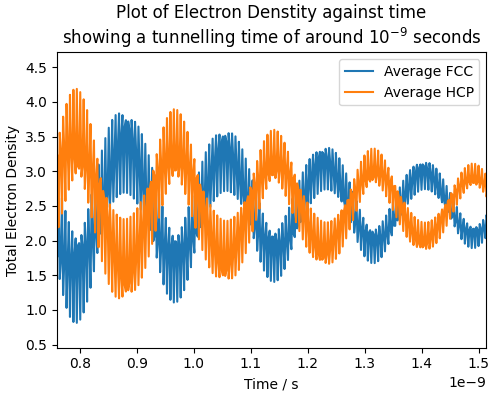 Plot of Electron Denstity against time
showing a tunnelling time of around 10⁻⁹ seconds
Average FCC
Average HCP
Total Electron Density
4.5
4.0
3.5
3.0
2.5
2.0
1.5
1.0
0.5
0.8 0.9 1.0 1.1 1.2 1.3 1.4 1.5
1e−9
Time / s